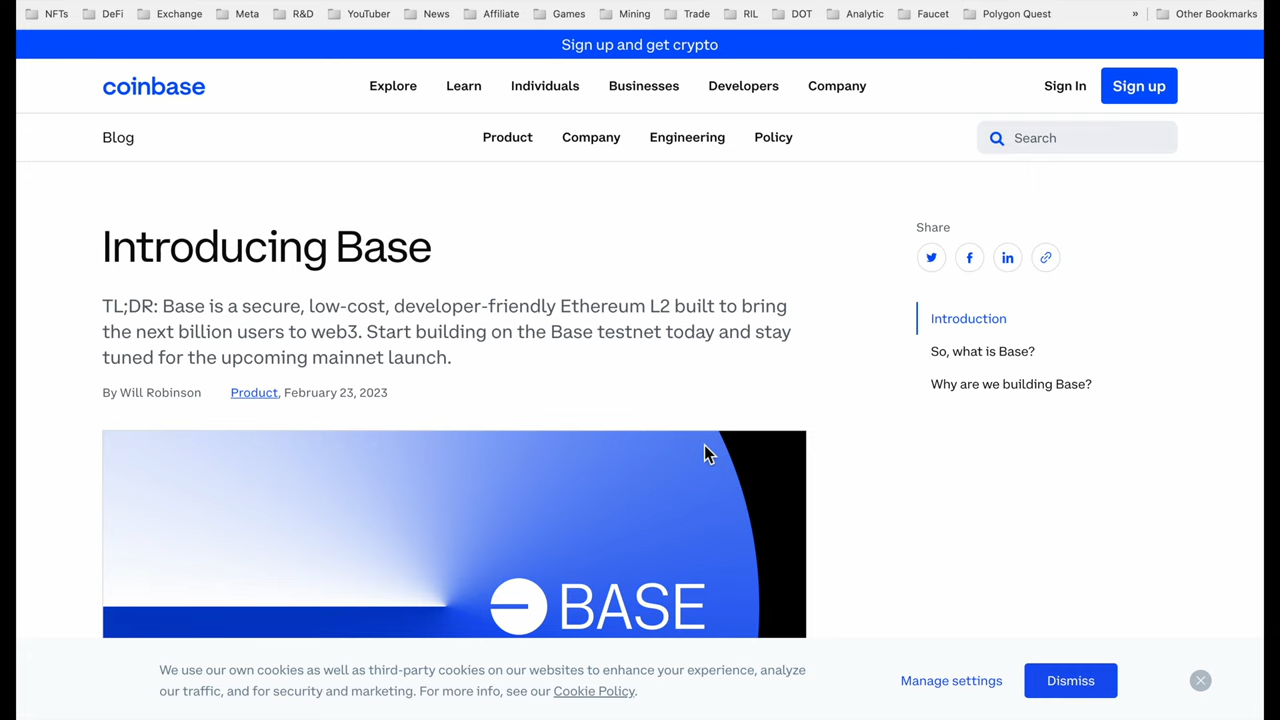 NFTs DeFi Exchange Meta R&D YouTuber News Affiliate Games Mining Trade RIL DOT Analytic Faucet Polygon Quest » Other Bookmarks
Sign up and get crypto
coinbase Explore Learn Individuals Businesses Developers Company Sign In Sign up
Blog Product Company Engineering Policy Search
Introducing Base
TL;DR: Base is a secure, low-cost, developer-friendly Ethereum L2 built to bring
the next billion users to web3. Start building on the Base testnet today and stay
tuned for the upcoming mainnet launch.
By Will Robinson Product, February 23, 2023
Share
Introduction
So, what is Base?
Why are we building Base?
BASE
We use our own cookies as well as third-party cookies on our websites to enhance your experience, analyze
our traffic, and for security and marketing. For more info, see our Cookie Policy.
Manage settings Dismiss